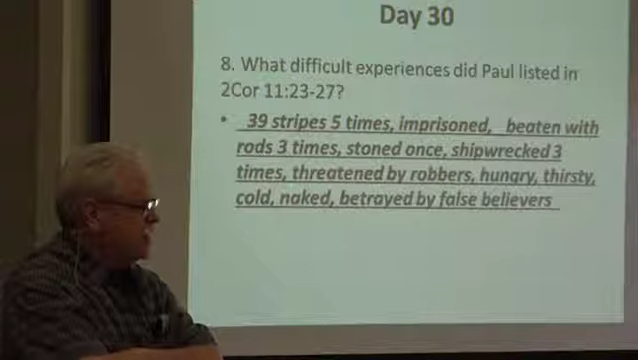 Day 30
8. What difficult experiences did Paul listed in
2Cor 11:23-27?
• 39 stripes 5 times, imprisoned, beaten with
rods 3 times, stoned once, shipwrecked 3
times, threatened by robbers, hungry, thirsty,
cold, naked, betrayed by false believers